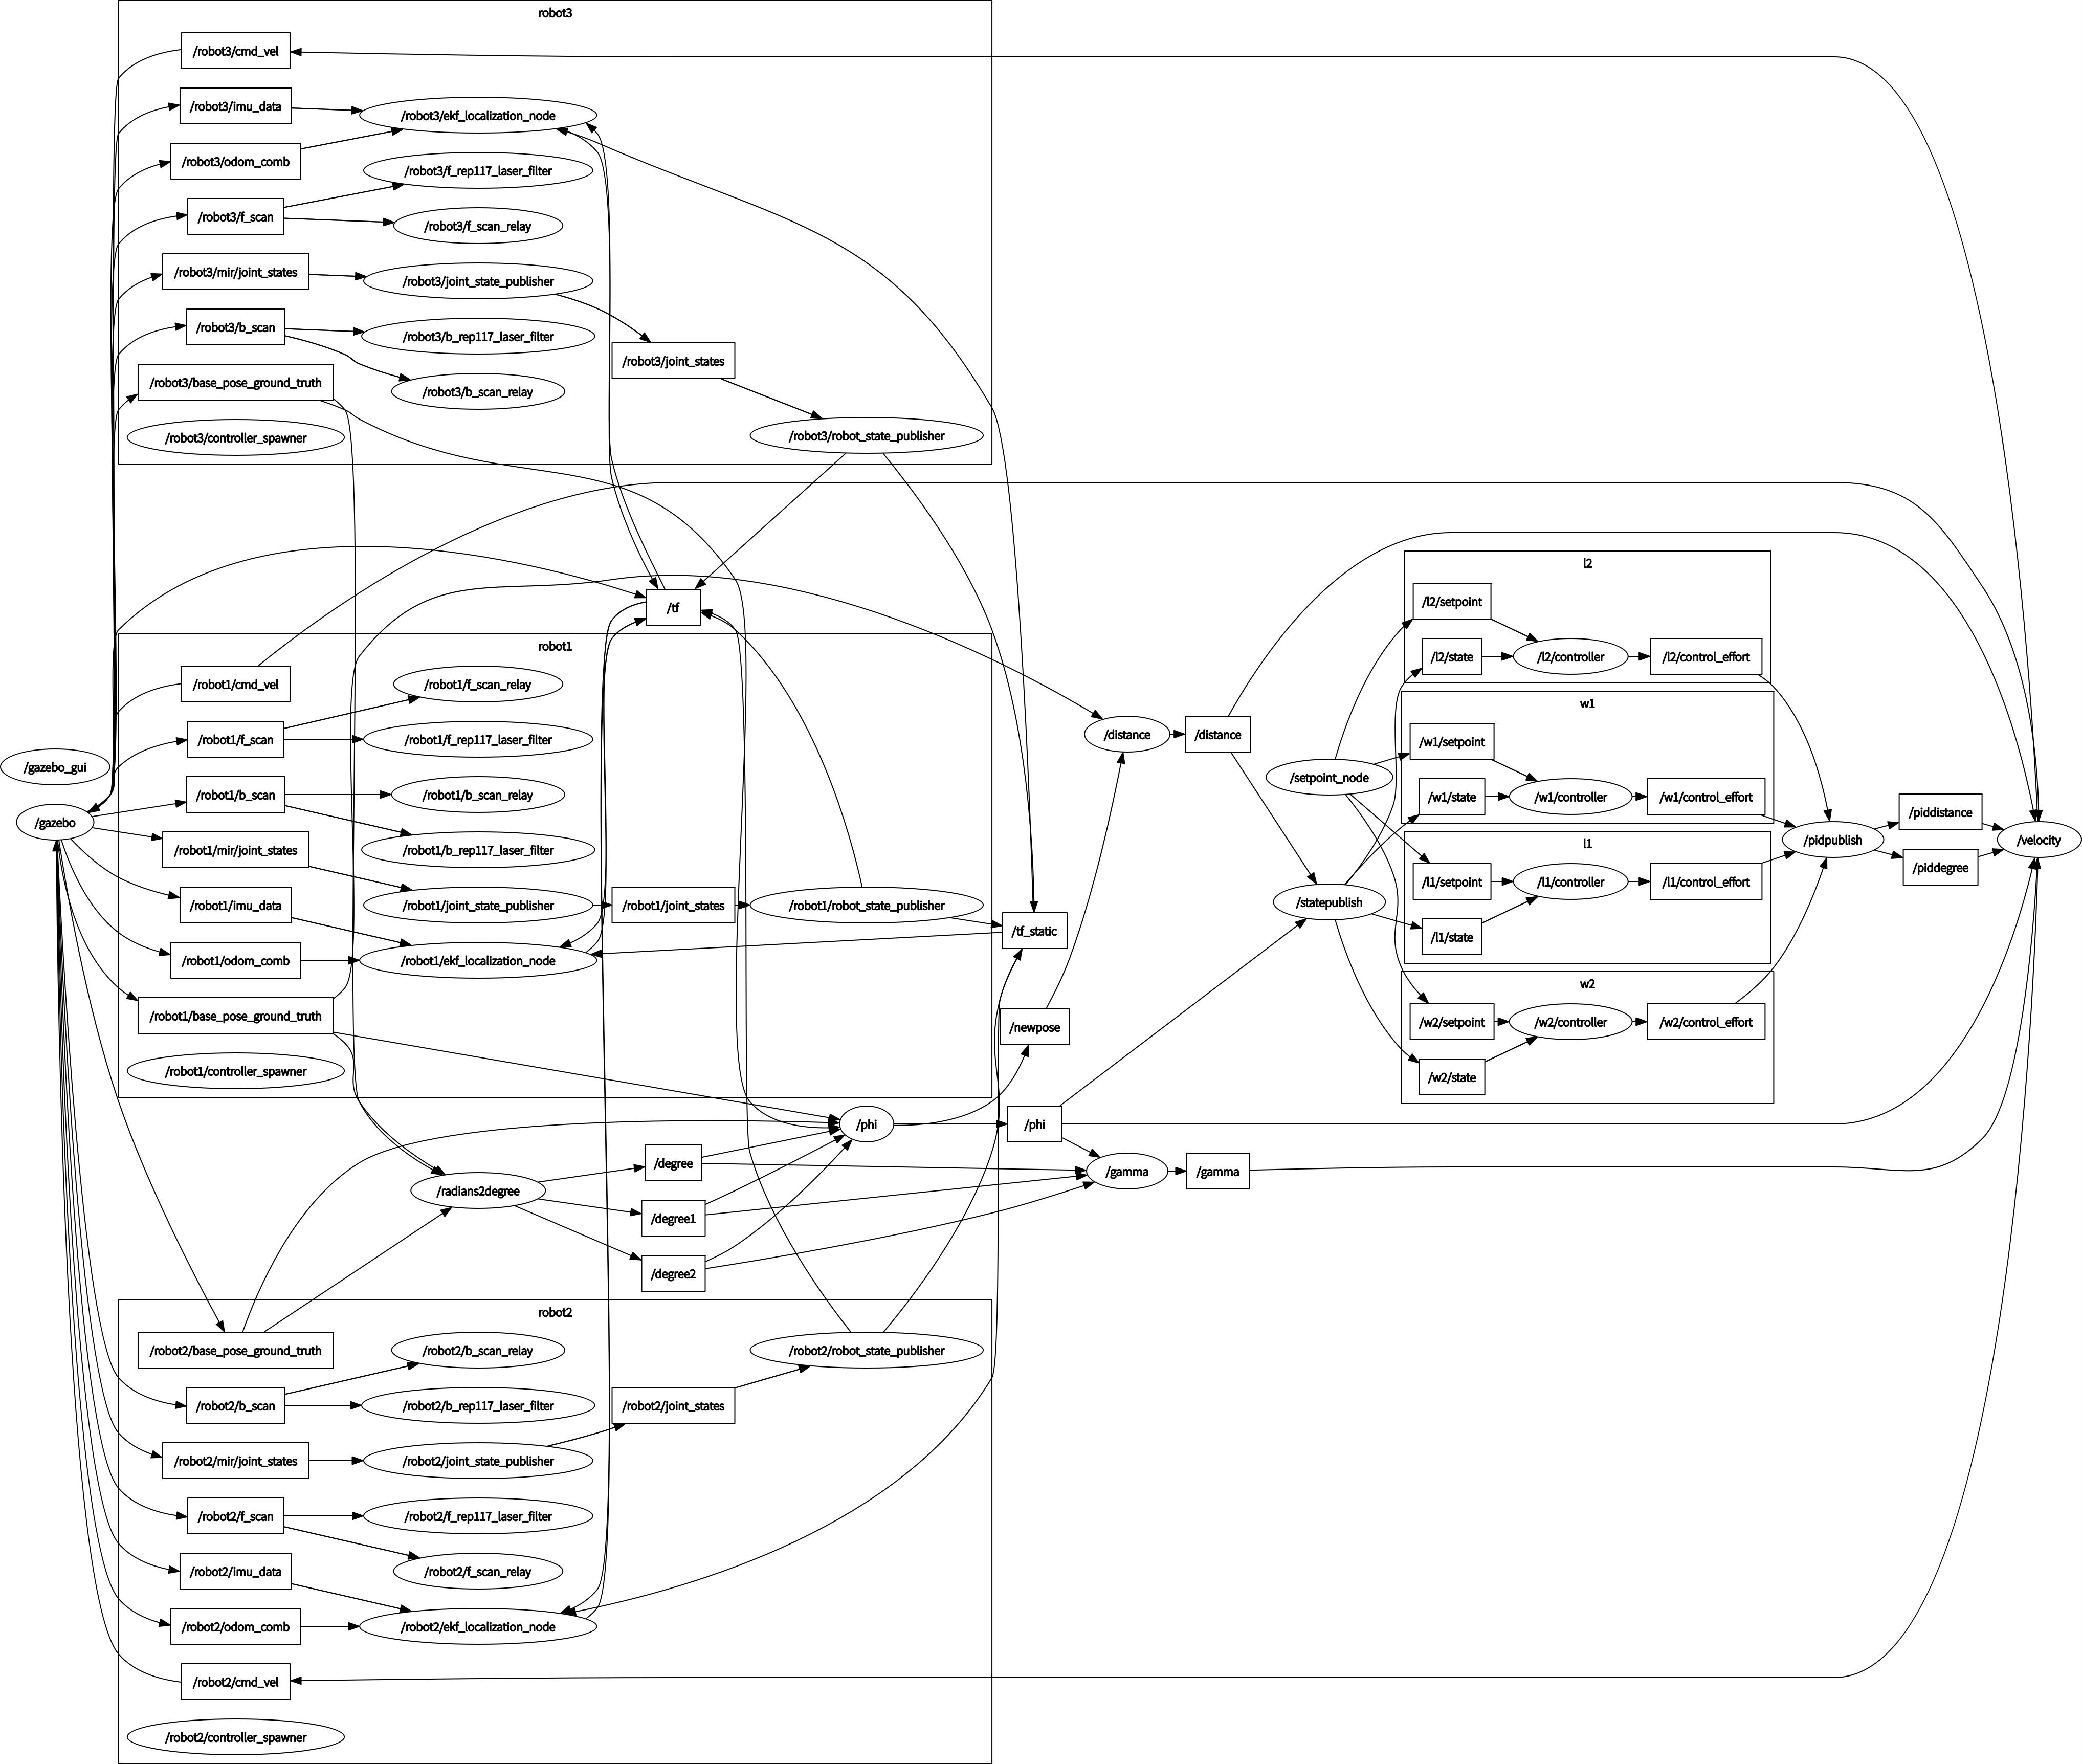 robot3
/robot3/cmd_vel
/robot3/imu_data
/robot3/ekf_localization_node
/robot3/odom_comb
/robot3/f_rep117_laser_filter
/robot3/f_scan
/robot3/f_scan_relay
/robot3/mir/joint_states
/robot3/joint_state_publisher
/robot3/b_scan
/robot3/b_rep117_laser_filter
/robot3/joint_states
/robot3/base_pose_ground_truth
/robot3/b_scan_relay
/robot3/controller_spawner
/robot3/robot_state_publisher
/tf
robot1
/robot1/cmd_vel
/robot1/f_scan_relay
/robot1/f_scan
/robot1/f_rep117_laser_filter
/gazebo_gui
/robot1/b_scan
/robot1/b_scan_relay
/gazebo
/robot1/mir/joint_states
/robot1/b_rep117_laser_filter
/robot1/imu_data
/robot1/joint_state_publisher
/robot1/joint_states
/robot1/robot_state_publisher
/robot1/odom_comb
/robot1/ekf_localization_node
/tf_static
/robot1/base_pose_ground_truth
/newpose
/robot1/controller_spawner
/distance
/distance
/setpoint_node
/statepublish
l2
/l2/setpoint
/l2/state
/l2/controller
/l2/control_effort
w1
/w1/setpoint
/w1/state
/w1/controller
/w1/control_effort
l1
/l1/setpoint
/l1/controller
/l1/control_effort
/l1/state
w2
/w2/setpoint
/w2/controller
/w2/control_effort
/w2/state
/pidpublish
/piddistance
/piddegree
/velocity
/phi
/phi
/degree
/radians2degree
/degree1
/degree2
/gamma
/gamma
robot2
/robot2/base_pose_ground_truth
/robot2/b_scan_relay
/robot2/robot_state_publisher
/robot2/b_scan
/robot2/b_rep117_laser_filter
/robot2/joint_states
/robot2/mir/joint_states
/robot2/joint_state_publisher
/robot2/f_scan
/robot2/f_rep117_laser_filter
/robot2/imu_data
/robot2/f_scan_relay
/robot2/odom_comb
/robot2/ekf_localization_node
/robot2/cmd_vel
/robot2/controller_spawner